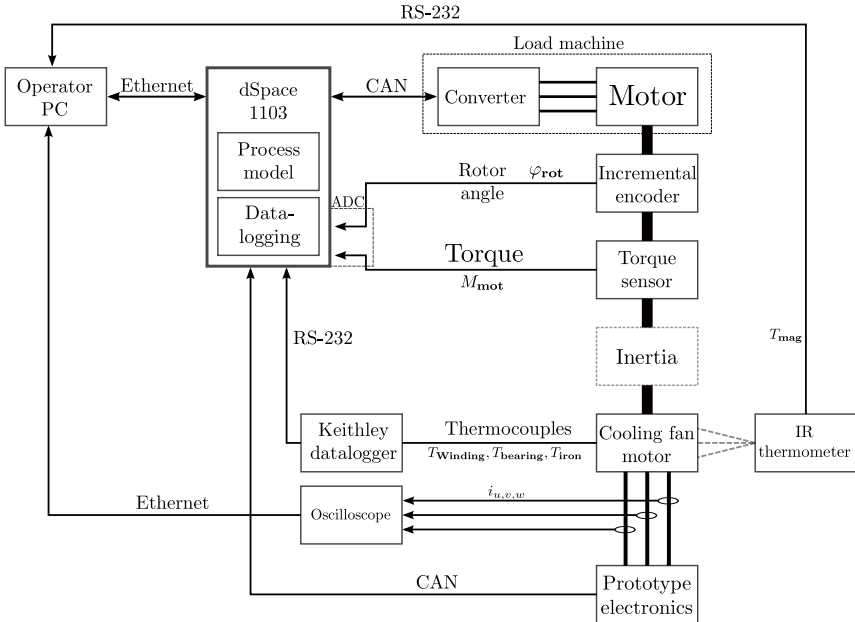 RS-232
Load machine
Operator
PC
Ethernet
dSpace
1103
CAN
Converter
Motor
Process
model
Rotor
angle
φrot
Incremental
encoder
ADC
Data-
logging
Torque
Mmot
Torque
sensor
RS-232
Inertia
Tmag
Keithley
datalogger
Thermocouples
TWinding, Tbearing, Tiron
Cooling fan
motor
IR
thermometer
Ethernet
Oscilloscope
iu,v,w
CAN
Prototype
electronics